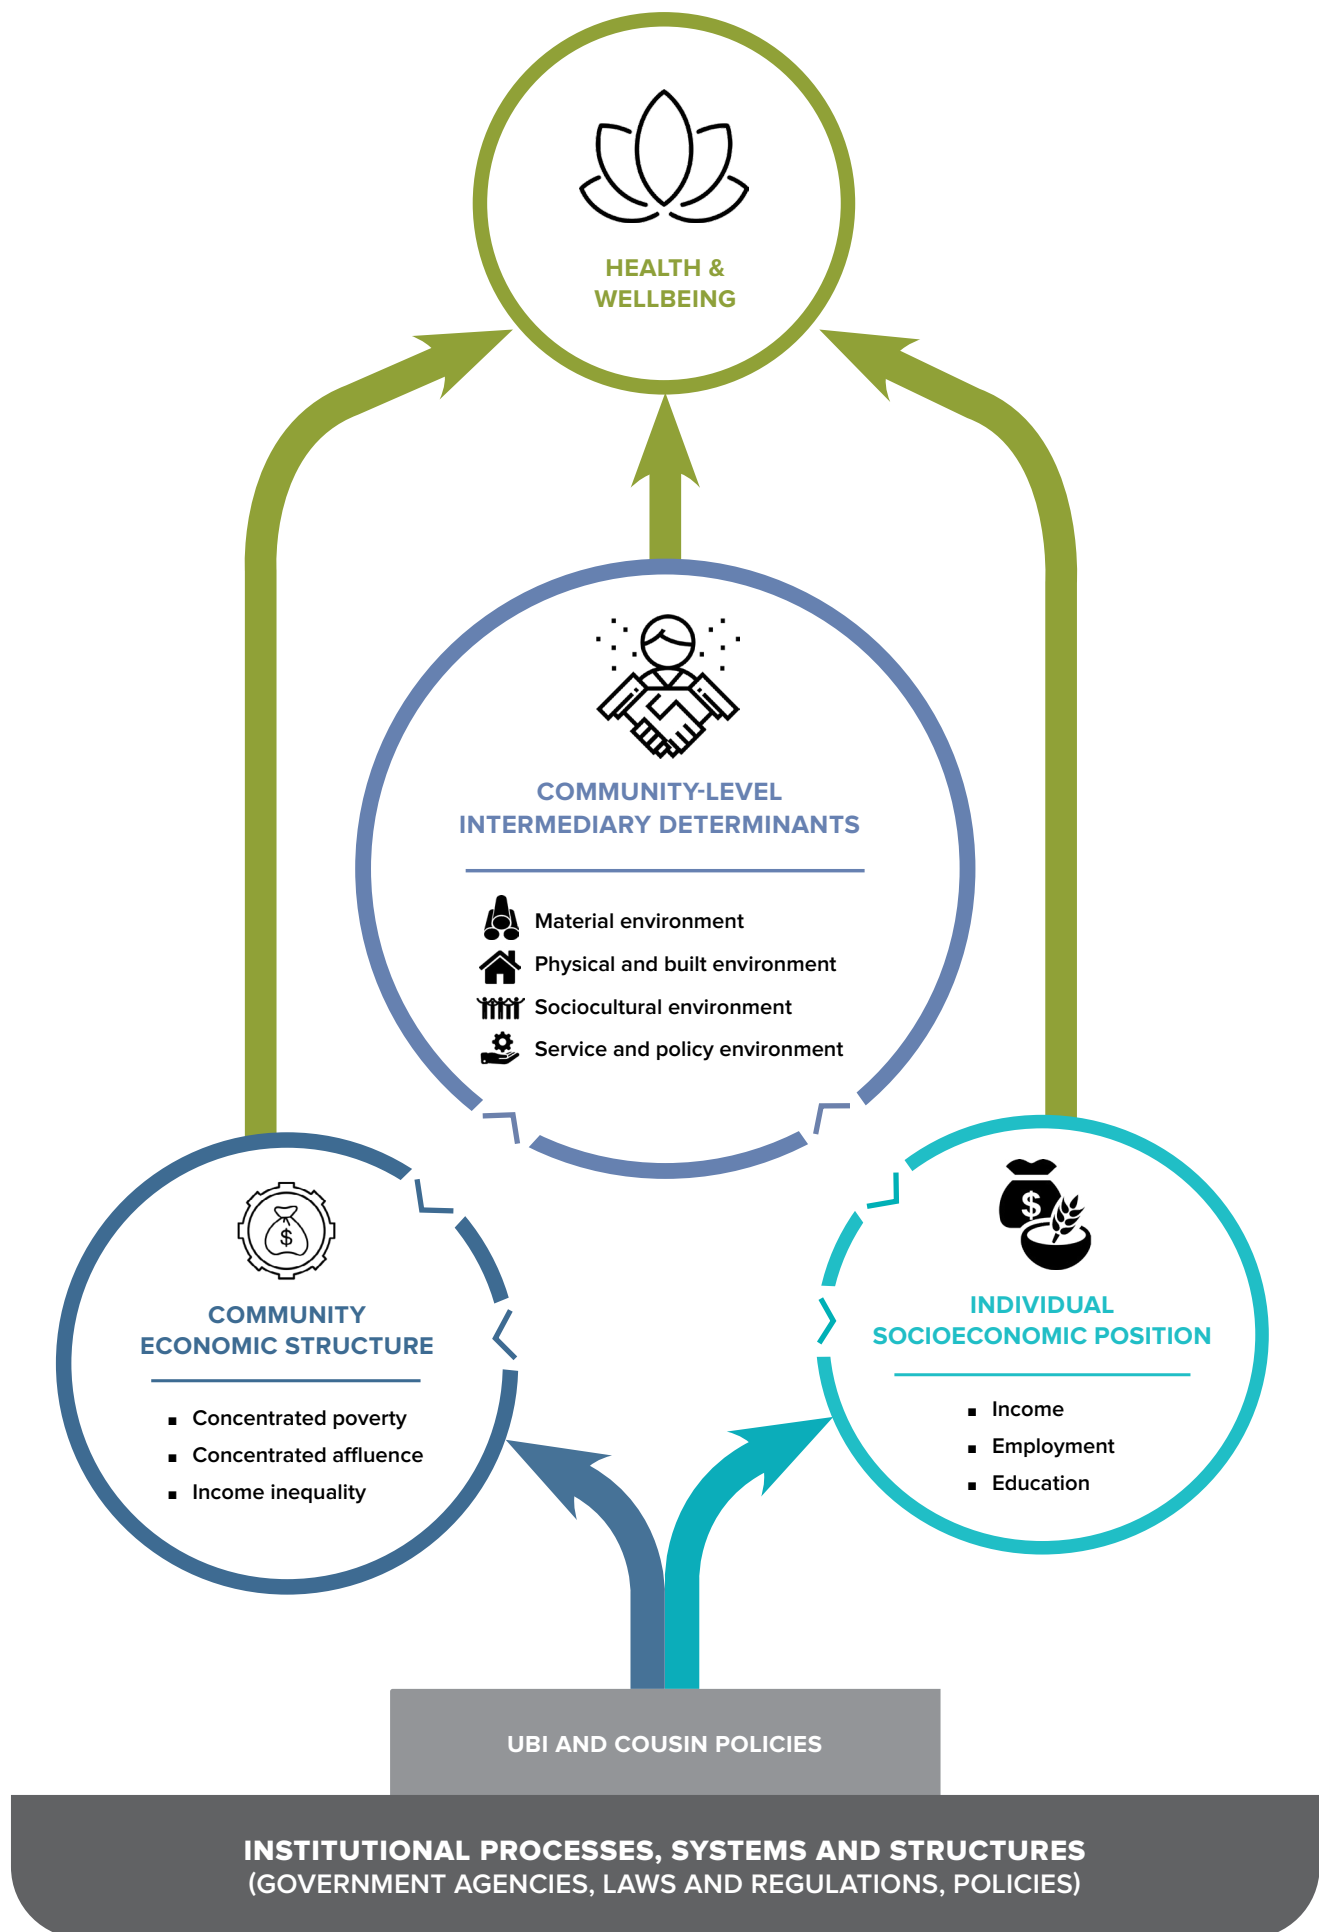 HEALTH &
WELLBEING
COMMUNITY-LEVEL
INTERMEDIARY DETERMINANTS
Material environment
Physical and built environment
Sociocultural environment
Service and policy environment
$
COMMUNITY
ECONOMIC STRUCTURE
▪ Concentrated poverty
▪ Concentrated affluence
▪ Income inequality
$
INDIVIDUAL
SOCIOECONOMIC POSITION
▪ Income
▪ Employment
▪ Education
UBI AND COUSIN POLICIES
INSTITUTIONAL PROCESSES, SYSTEMS AND STRUCTURES
(GOVERNMENT AGENCIES, LAWS AND REGULATIONS, POLICIES)